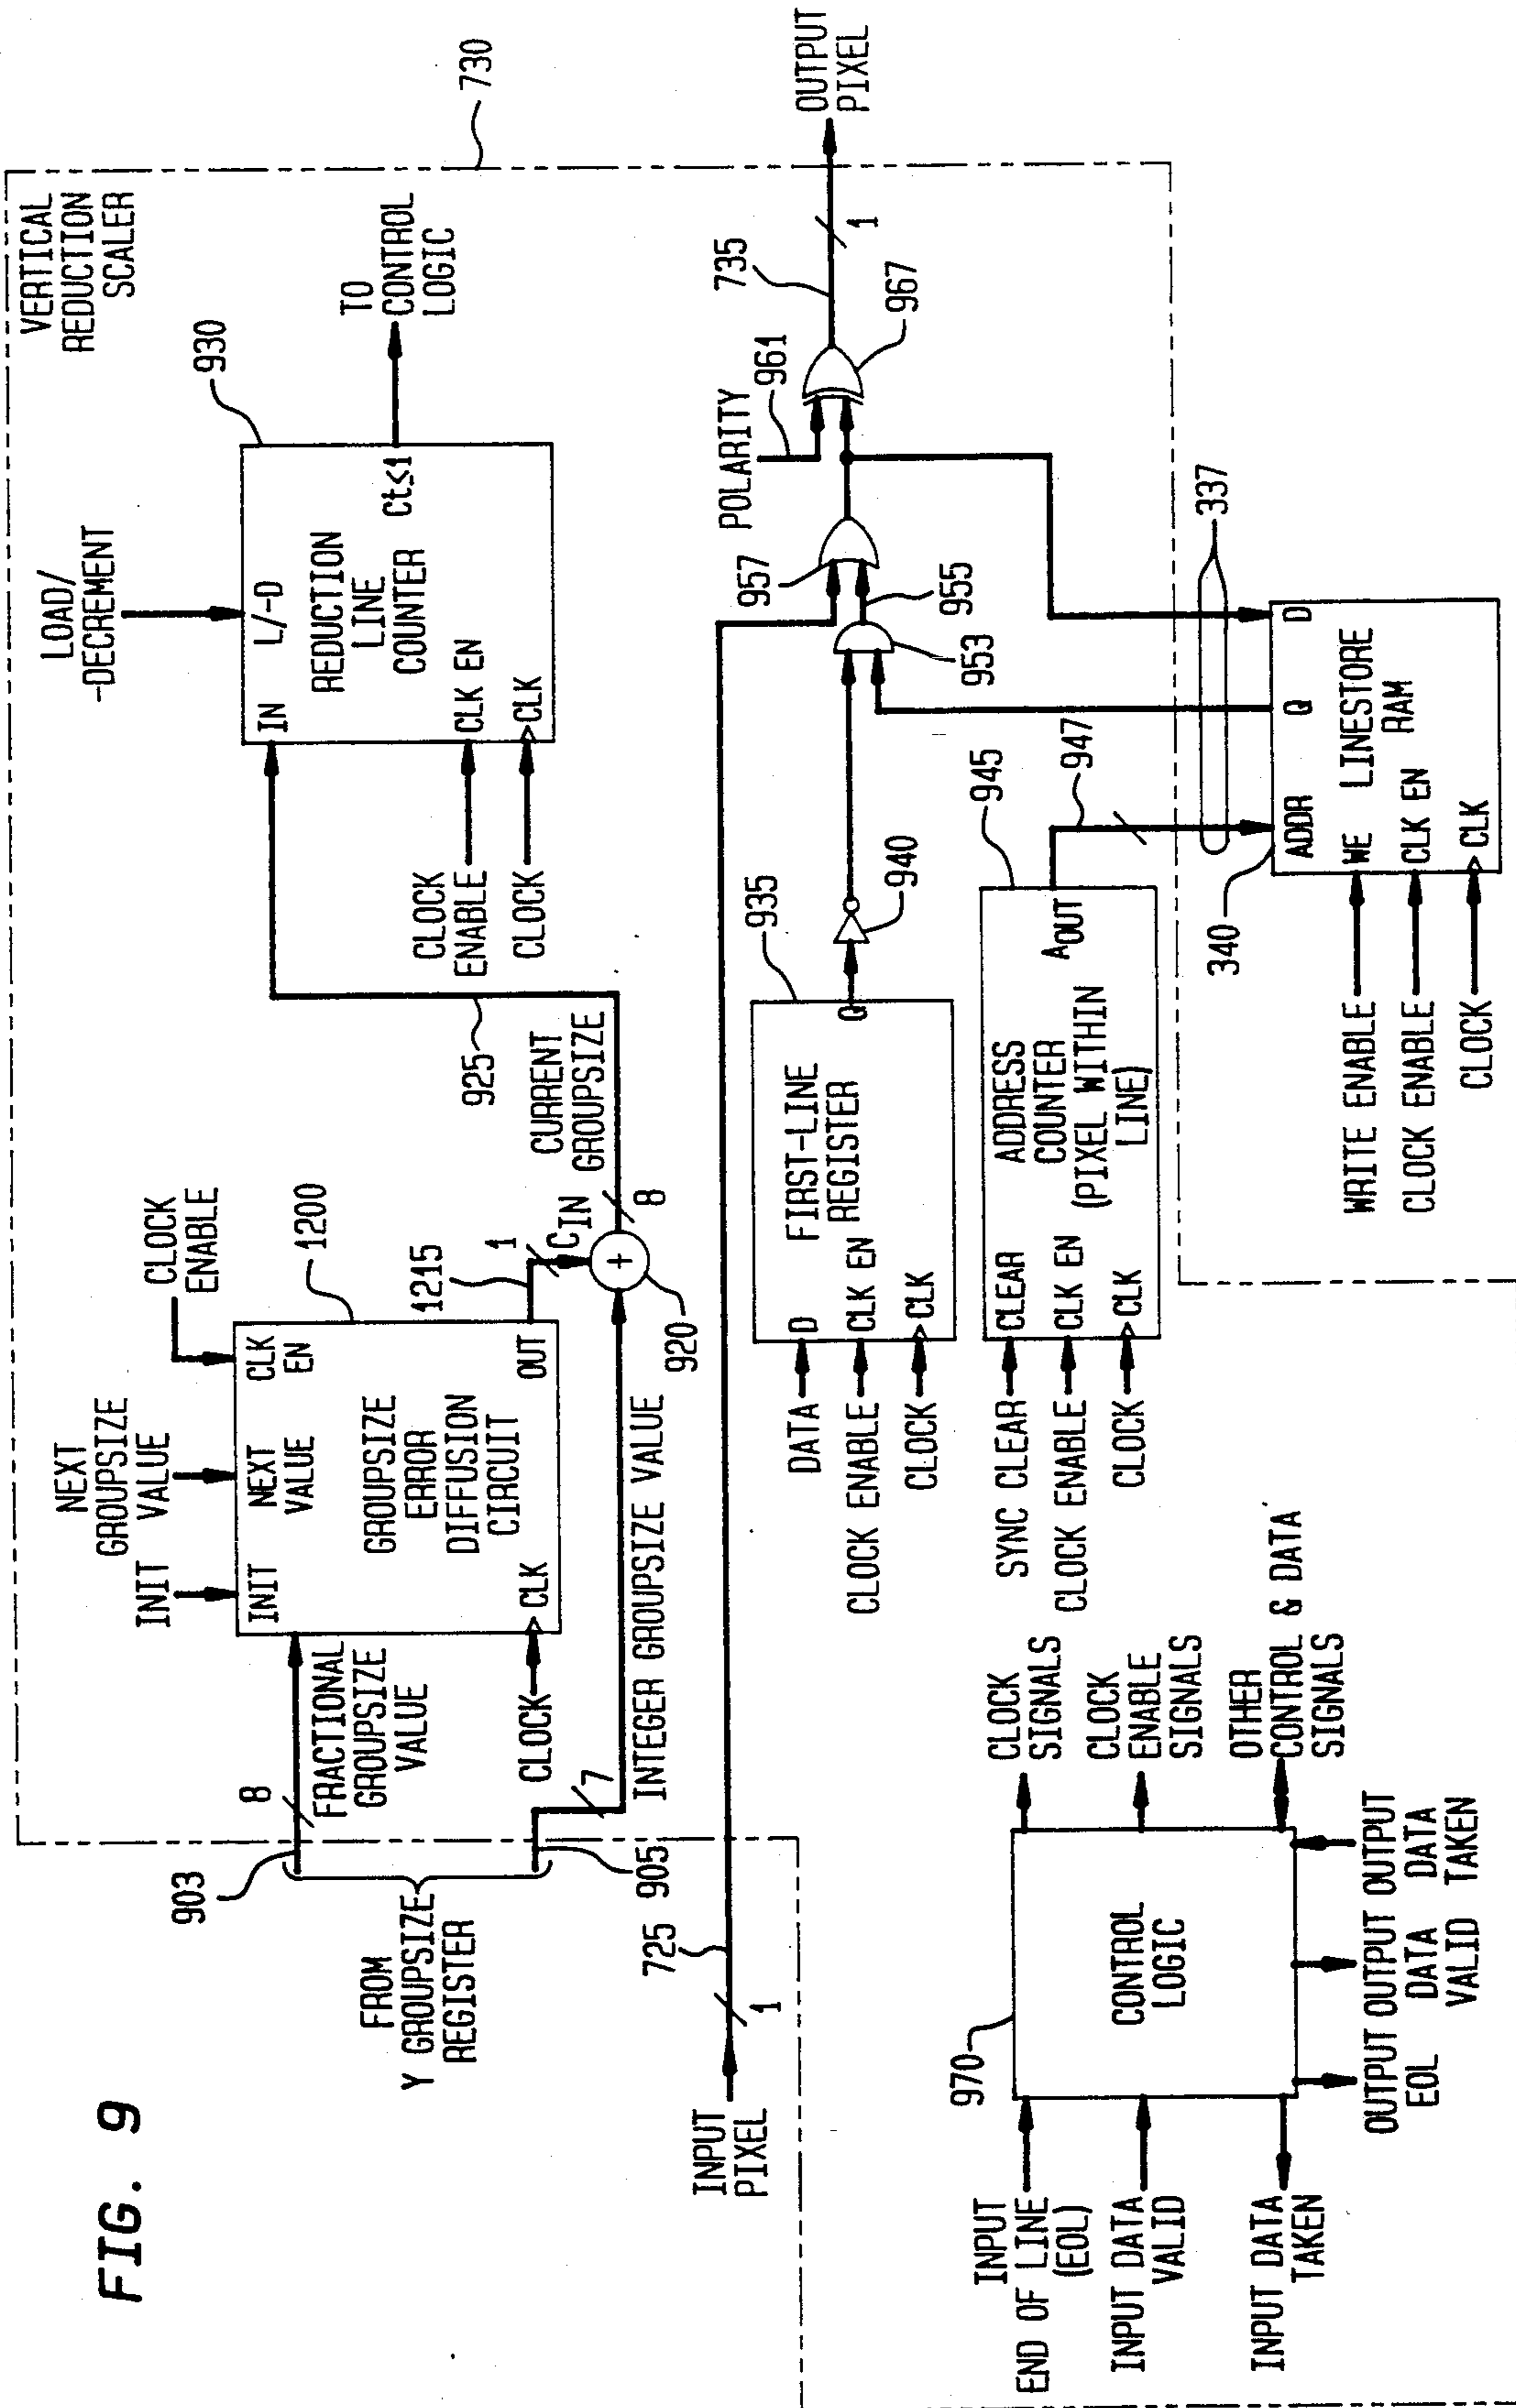 FIG. 9
VERTICAL
REDUCTION
SCALER
730
903
8
FRACTIONAL
GROUPSIZE
VALUE
FROM
Y GROUPSIZE
REGISTER
905
7
INTEGER GROUPSIZE VALUE
INIT
NEXT
GROUPSIZE
VALUE
CLOCK
ENABLE
INIT
NEXT
VALUE
CLK
EN
GROUPSIZE
ERROR
DIFFUSION
CIRCUIT
CLK
OUT
CLOCK
1200
1215
1
CIN
+
920
8
CURRENT
GROUPSIZE
925
LOAD/
-DECREMENT
IN
L/-D
REDUCTION
LINE
COUNTER
CLK EN
CLK
Ct≤1
930
CLOCK
ENABLE
CLOCK
TO
CONTROL
LOGIC
INPUT
PIXEL
1
725
DATA
CLOCK ENABLE
CLOCK
D
CLK EN
CLK
FIRST-LINE
REGISTER
Q
935
940
953
955
957
POLARITY
961
967
735
1
OUTPUT
PIXEL
SYNC CLEAR
CLOCK ENABLE
CLOCK
CLEAR
CLK EN
CLK
ADDRESS
COUNTER
(PIXEL WITHIN
LINE)
AOUT
945
947
337
340
ADDR
Q
D
WE
LINESTORE
RAM
CLK EN
CLK
WRITE ENABLE
CLOCK ENABLE
CLOCK
970
CONTROL
LOGIC
INPUT
END OF LINE
(EOL)
INPUT DATA
VALID
INPUT DATA
TAKEN
CLOCK
SIGNALS
CLOCK
ENABLE
SIGNALS
OTHER
CONTROL & DATA
SIGNALS
OUTPUT
EOL
OUTPUT
DATA
VALID
OUTPUT
DATA
TAKEN